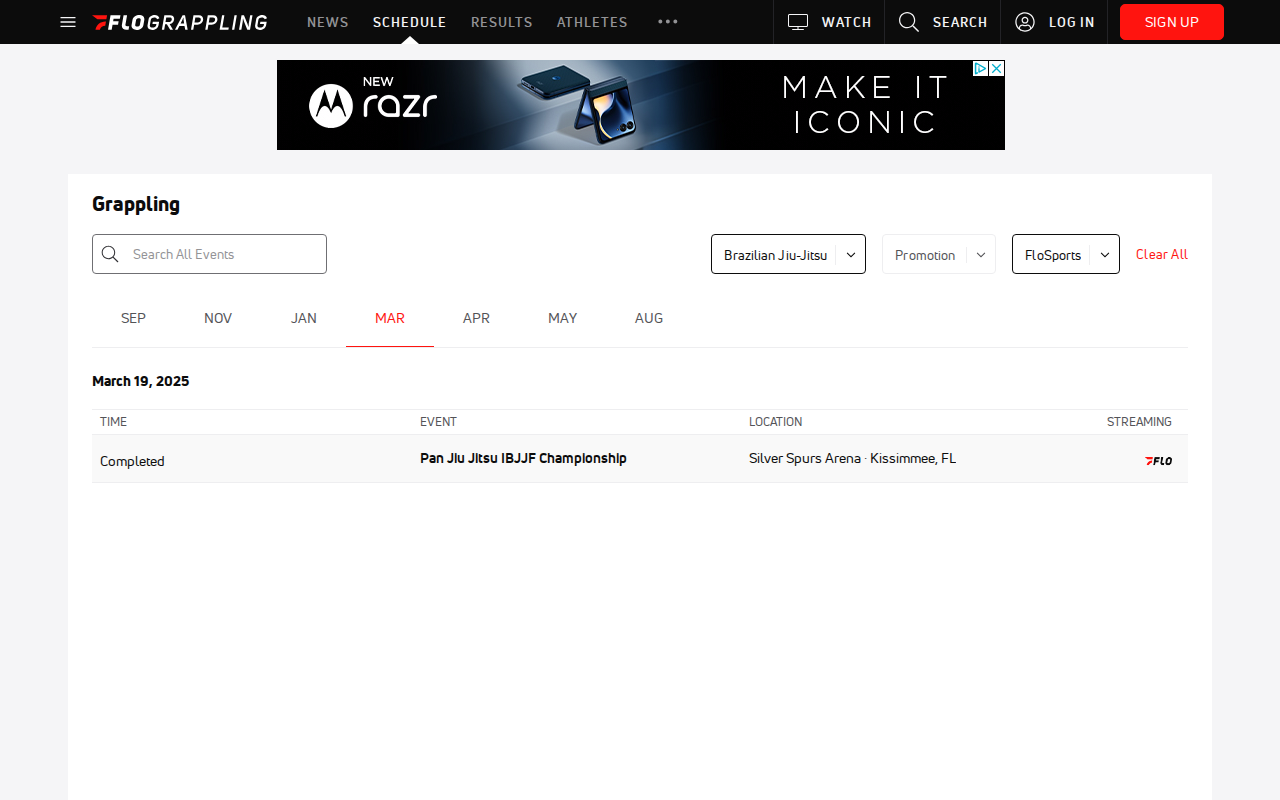 FLOGRAPPLING NEWS SCHEDULE RESULTS ATHLETES WATCH SEARCH LOG IN SIGN UP
NEW
razr
MAKE IT
ICONIC
Grappling
Search All Events Brazilian Jiu-Jitsu Promotion FloSports Clear All
SEP NOV JAN MAR APR MAY AUG
March 19, 2025
TIME EVENT LOCATION STREAMING
Completed Pan Jiu Jitsu IBJJF Championship Silver Spurs Arena · Kissimmee, FL FLO